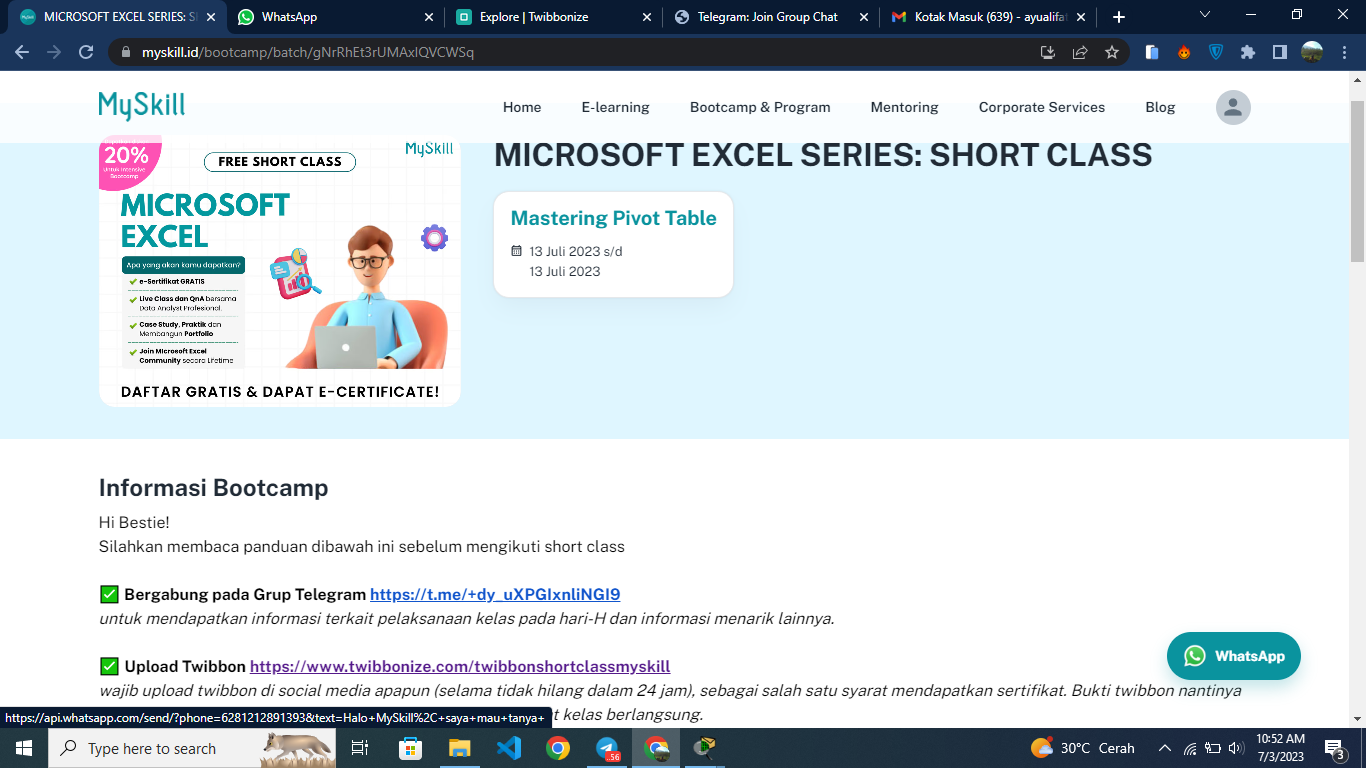 MICROSOFT EXCEL SERIES: S
WhatsApp
Explore | Twibbonize
Telegram: Join Group Chat
Kotak Masuk (639) - ayualifat
myskill.id/bootcamp/batch/gNrRhEt3rUMAxIQVCWSq
MySkill
Home
E-learning
Bootcamp & Program
Mentoring
Corporate Services
Blog
20%
Untuk Intensive
Bootcamp
FREE SHORT CLASS
MySkill
MICROSOFT
EXCEL
Apa yang akan kamu dapatkan?
e-Sertifikat GRATIS
Live Class dan QnA bersama
Data Analyst Profesional.
Case Study, Praktik dan
Membangun Portfolio
Join Microsoft Excel
Community secara Lifetime
DAFTAR GRATIS & DAPAT E-CERTIFICATE!
MICROSOFT EXCEL SERIES: SHORT CLASS
Mastering Pivot Table
13 Juli 2023 s/d
13 Juli 2023
Informasi Bootcamp
Hi Bestie!
Silahkan membaca panduan dibawah ini sebelum mengikuti short class
✅ Bergabung pada Grup Telegram https://t.me/+dy_uXPGIxnliNGI9
untuk mendapatkan informasi terkait pelaksanaan kelas pada hari-H dan informasi menarik lainnya.
✅ Upload Twibbon https://www.twibbonize.com/twibbonshortclassmyskill
wajib upload twibbon di social media apapun (selama tidak hilang dalam 24 jam), sebagai salah satu syarat mendapatkan sertifikat. Bukti twibbon nantinya
t kelas berlangsung.
WhatsApp
https://api.whatsapp.com/send/?phone=6281212891393&text=Halo+MySkill%2C+saya+mau+tanya+
Type here to search
..56
30°C Cerah
10:52 AM
7/3/2023
3